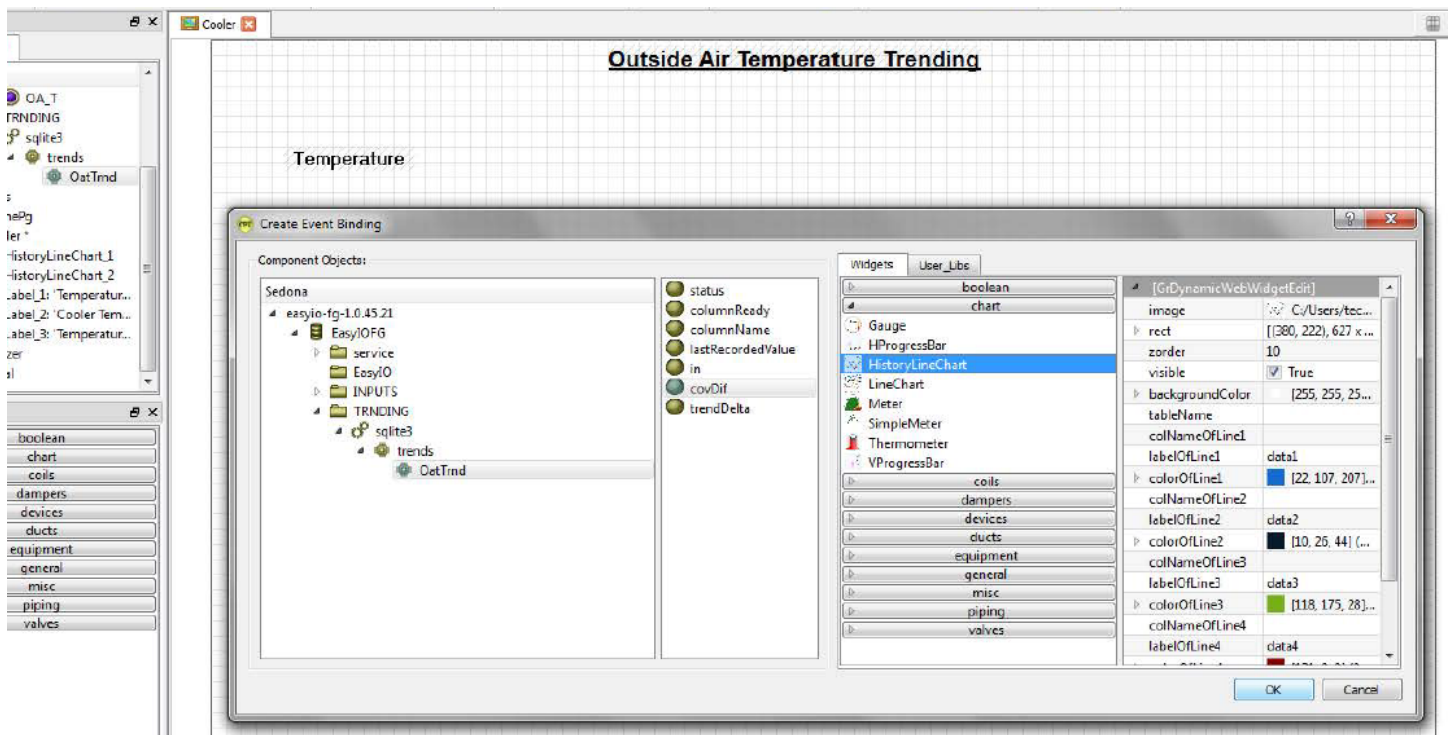 Cooler
Outside Air Temperature Trending
Temperature
OA_T
TRNDING
sqlite3
trends
OatTrnd
nePg
der *
HistoryLineChart_1
HistoryLineChart_2
Label_1: 'Temperatur...
Label_2: 'Cooler Tem...
Label_3: 'Temperatur...
zer
al
boolean
chart
coils
dampers
devices
ducts
equipment
general
misc
piping
valves
Create Event Binding
Component Objects:
Sedona
easyio-fg-1.0.45.21
EasyIOFG
service
EasyIO
INPUTS
TRNDING
sqlite3
trends
OatTrnd
status
columnReady
columnName
lastRecordedValue
in
covDif
trendDelta
Widgets User_Libs
boolean
chart
Gauge
HProgressBar
HistoryLineChart
LineChart
Meter
SimpleMeter
Thermometer
VProgressBar
coils
dampers
devices
ducts
equipment
general
misc
piping
valves
[GrDynamicWebWidgetEdit]
image C:/Users/tec...
rect [(380, 222), 627 x ...
zorder 10
visible True
backgroundColor [255, 255, 25...
tableName
colNameOfLine1
labelOfLine1 data1
colorOfLine1 [22, 107, 207]...
colNameOfLine2
labelOfLine2 data2
colorOfLine2 [10, 26, 44] (...
colNameOfLine3
labelOfLine3 data3
colorOfLine3 [118, 175, 28]...
colNameOfLine4
labelOfLine4 data4
OK Cancel